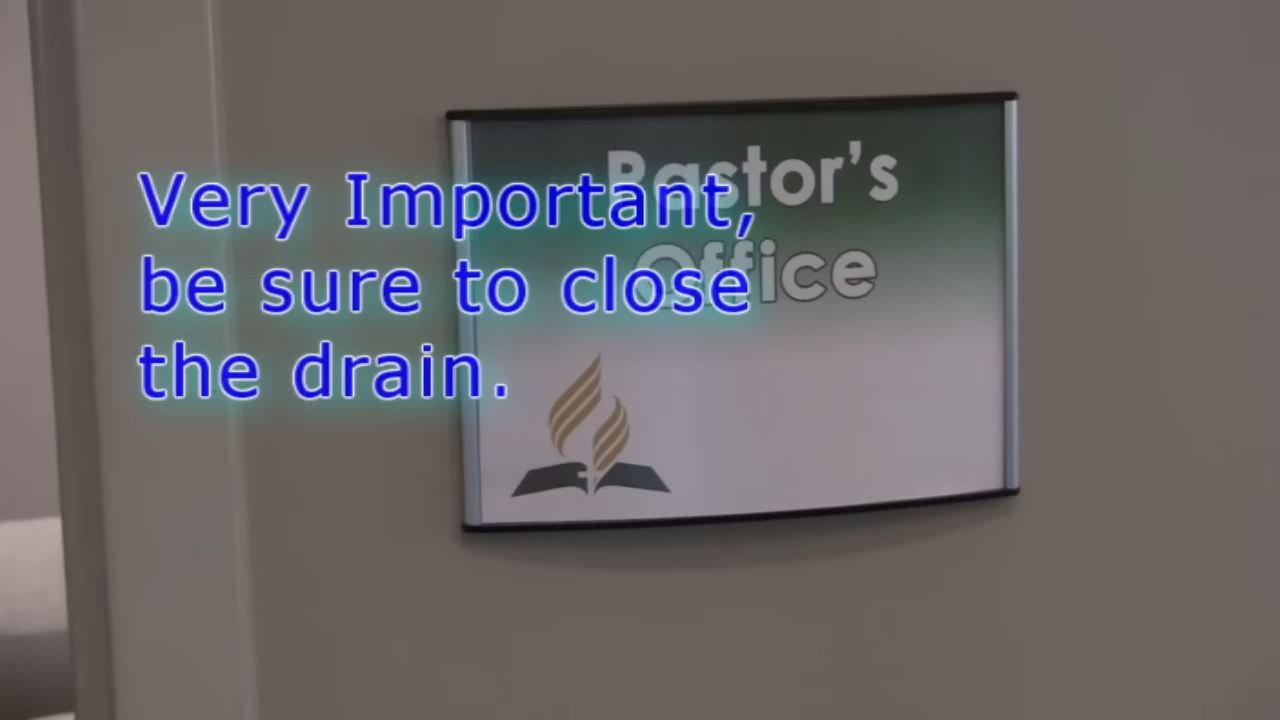 Pastor's
Office
Very Important,
be sure to close
the drain.